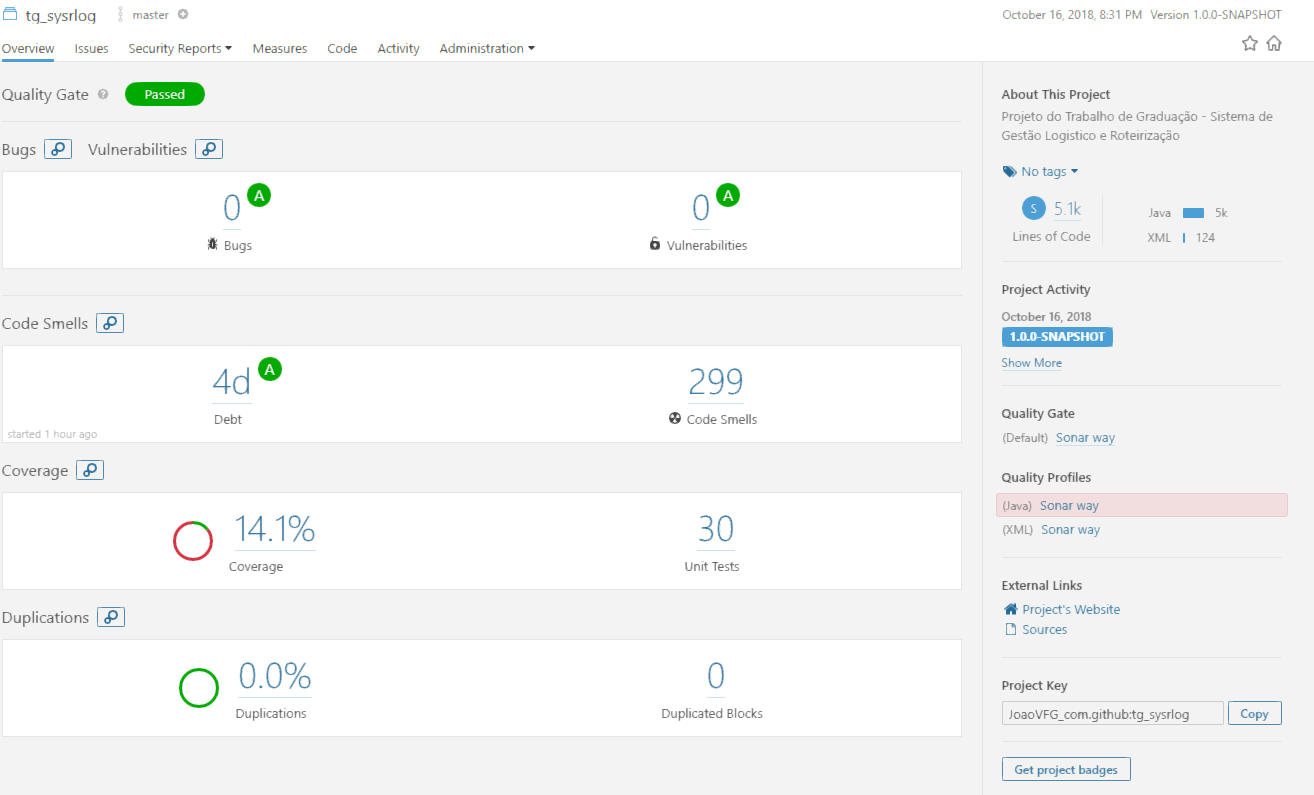 tg_sysrlog master October 16, 2018, 8:31 PM Version 1.0.0-SNAPSHOT
Overview Issues Security Reports Measures Code Activity Administration
Quality Gate ? Passed
Bugs Vulnerabilities
0 A 0 A
Bugs Vulnerabilities
Code Smells
4d A 299
Debt Code Smells
started 1 hour ago
Coverage
14.1% 30
Coverage Unit Tests
Duplications
0.0% 0
Duplications Duplicated Blocks
About This Project
Projeto do Trabalho de Graduação - Sistema de
Gestão Logistico e Roteirização
No tags
S 5.1k
Lines of Code
Java 5k
XML 124
Project Activity
October 16, 2018
1.0.0-SNAPSHOT
Show More
Quality Gate
(Default) Sonar way
Quality Profiles
(Java) Sonar way
(XML) Sonar way
External Links
Project's Website
Sources
Project Key
JoaoVFG_com.github:tg_sysrlog Copy
Get project badges